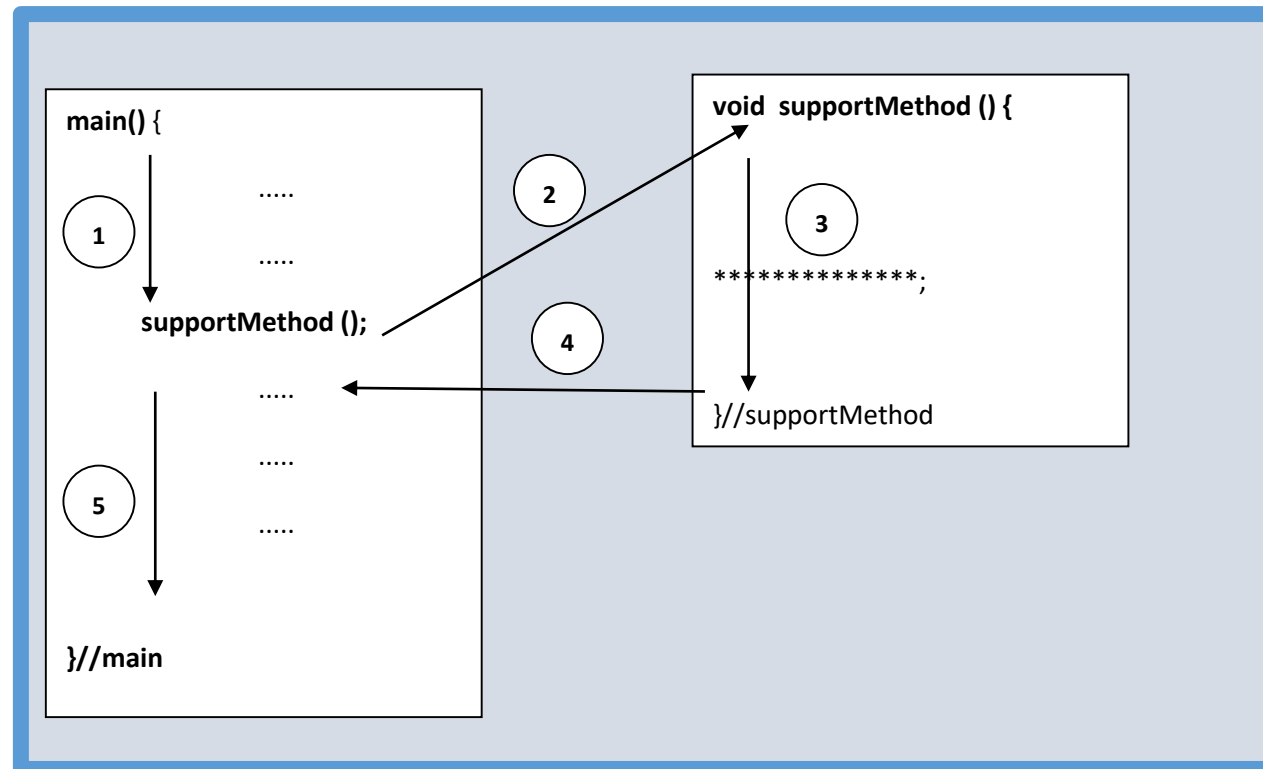 main() {
.....
1
.....
supportMethod ();
.....
.....
5
.....
}//main
2
4
void  supportMethod () {
3
**************;
}//supportMethod